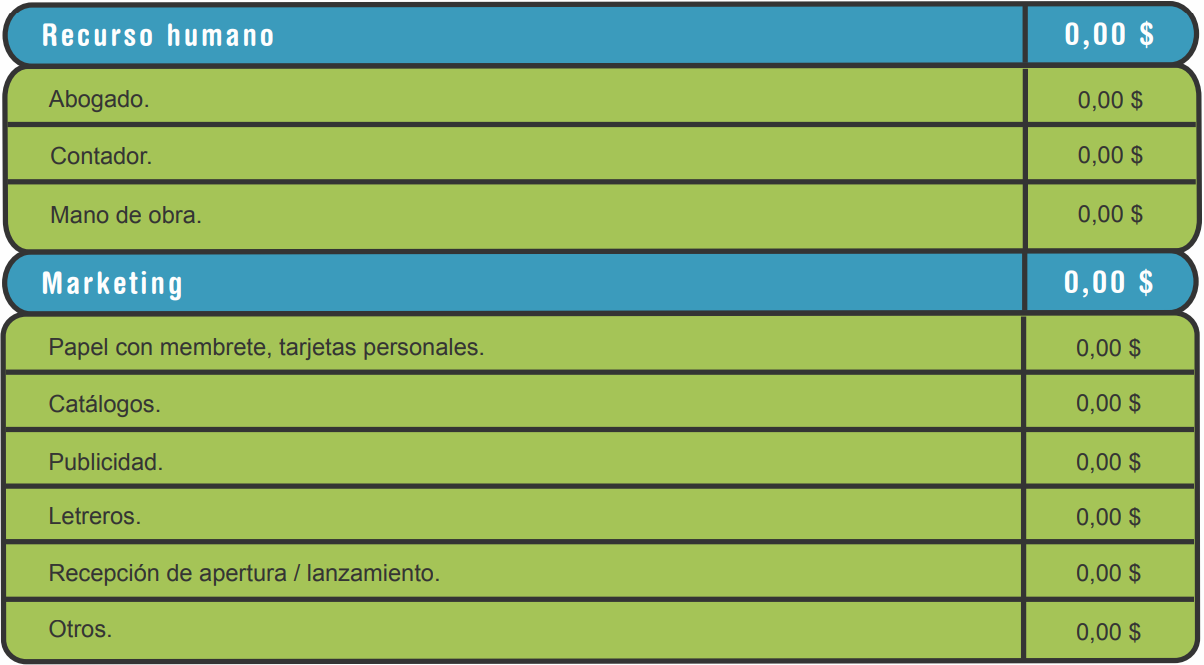 Recurso humano 0,00 $
Abogado. 0,00 $
Contador. 0,00 $
Mano de obra. 0,00 $
Marketing 0,00 $
Papel con membrete, tarjetas personales. 0,00 $
Catálogos. 0,00 $
Publicidad. 0,00 $
Letreros. 0,00 $
Recepción de apertura / lanzamiento. 0,00 $
Otros. 0,00 $